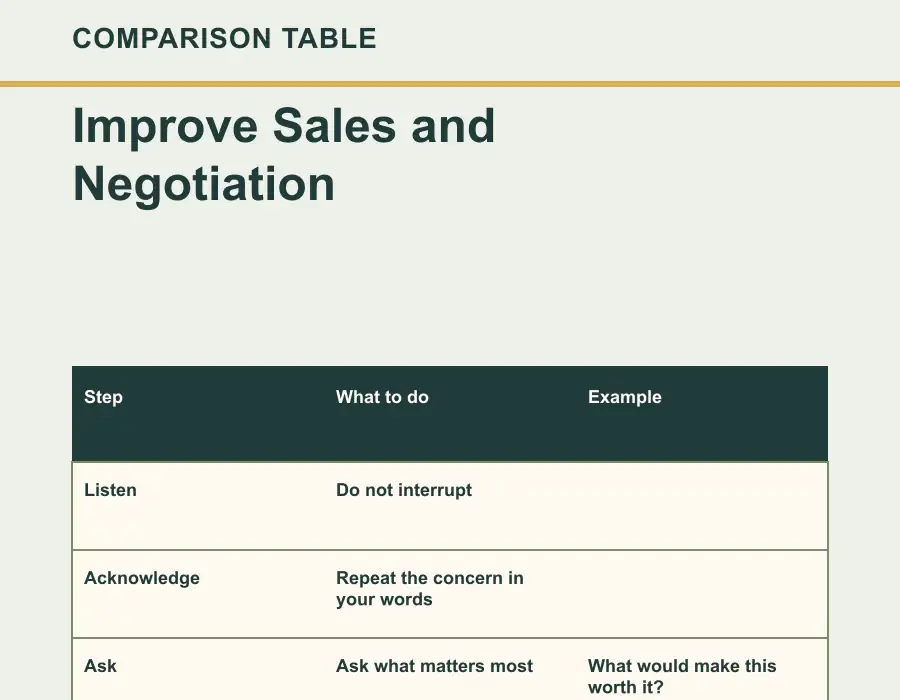 COMPARISON TABLE
Improve Sales and
Negotiation
Step What to do Example
Listen Do not interrupt
Acknowledge Repeat the concern in
your words
Ask Ask what matters most What would make this
worth it?